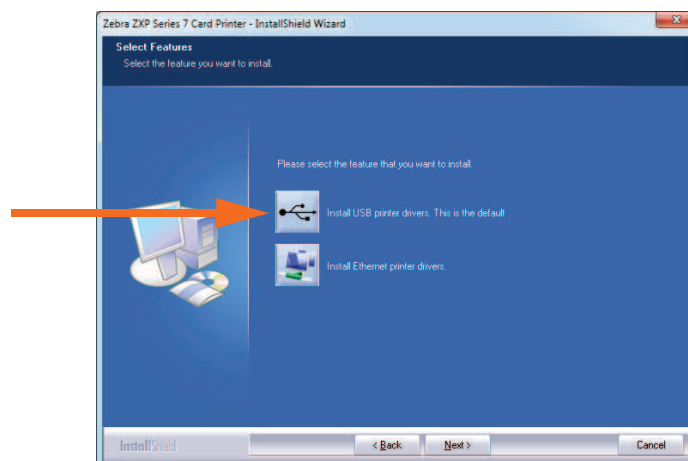 Zebra ZXP Series 7 Card Printer - InstallShield Wizard
Select Features
Select the feature you want to install.
Please select the feature that you want to install.
Install USB printer drivers. This is the default
Install Ethernet printer drivers.
InstallShield
< Back
Next >
Cancel